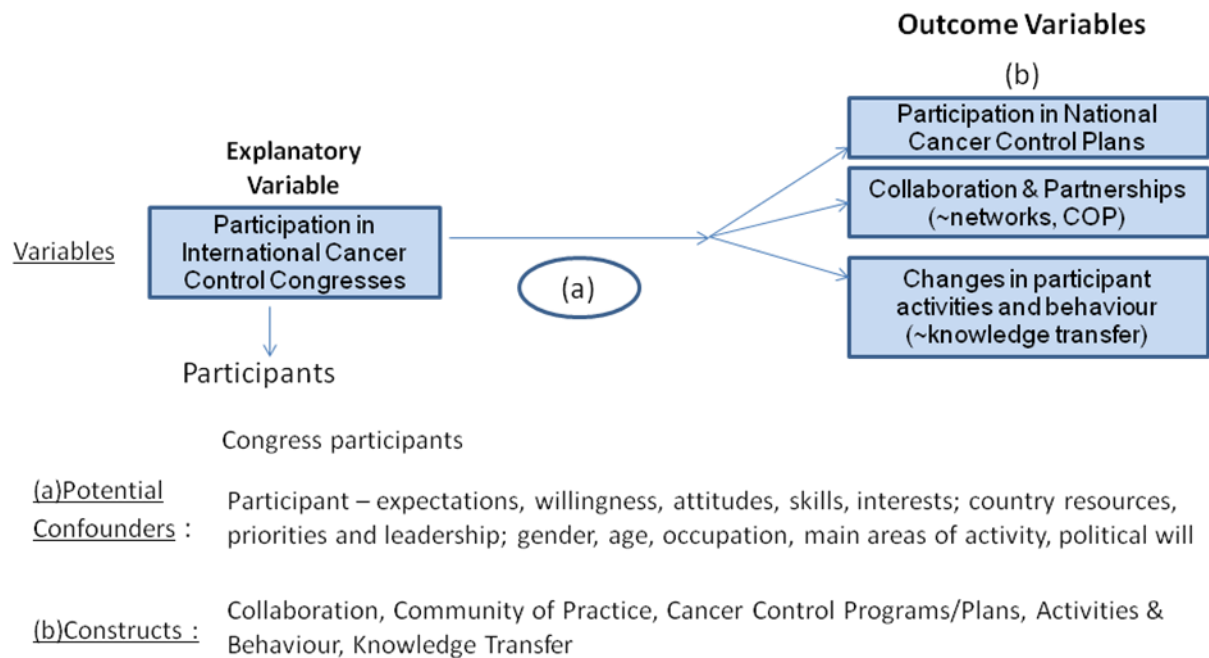 Outcome Variables
(b)
Participation in National
Cancer Control Plans
Explanatory
Variable
Collaboration & Partnerships
(~networks, COP)
Variables
Participation in
International Cancer
Control Congresses
(a)
Changes in participant
activities and behaviour
(~knowledge transfer)
Participants
Congress participants
(a)Potential
Confounders :
Participant – expectations, willingness, attitudes, skills, interests; country resources,
priorities and leadership; gender, age, occupation, main areas of activity, political will
(b)Constructs :
Collaboration, Community of Practice, Cancer Control Programs/Plans, Activities &
Behaviour, Knowledge Transfer